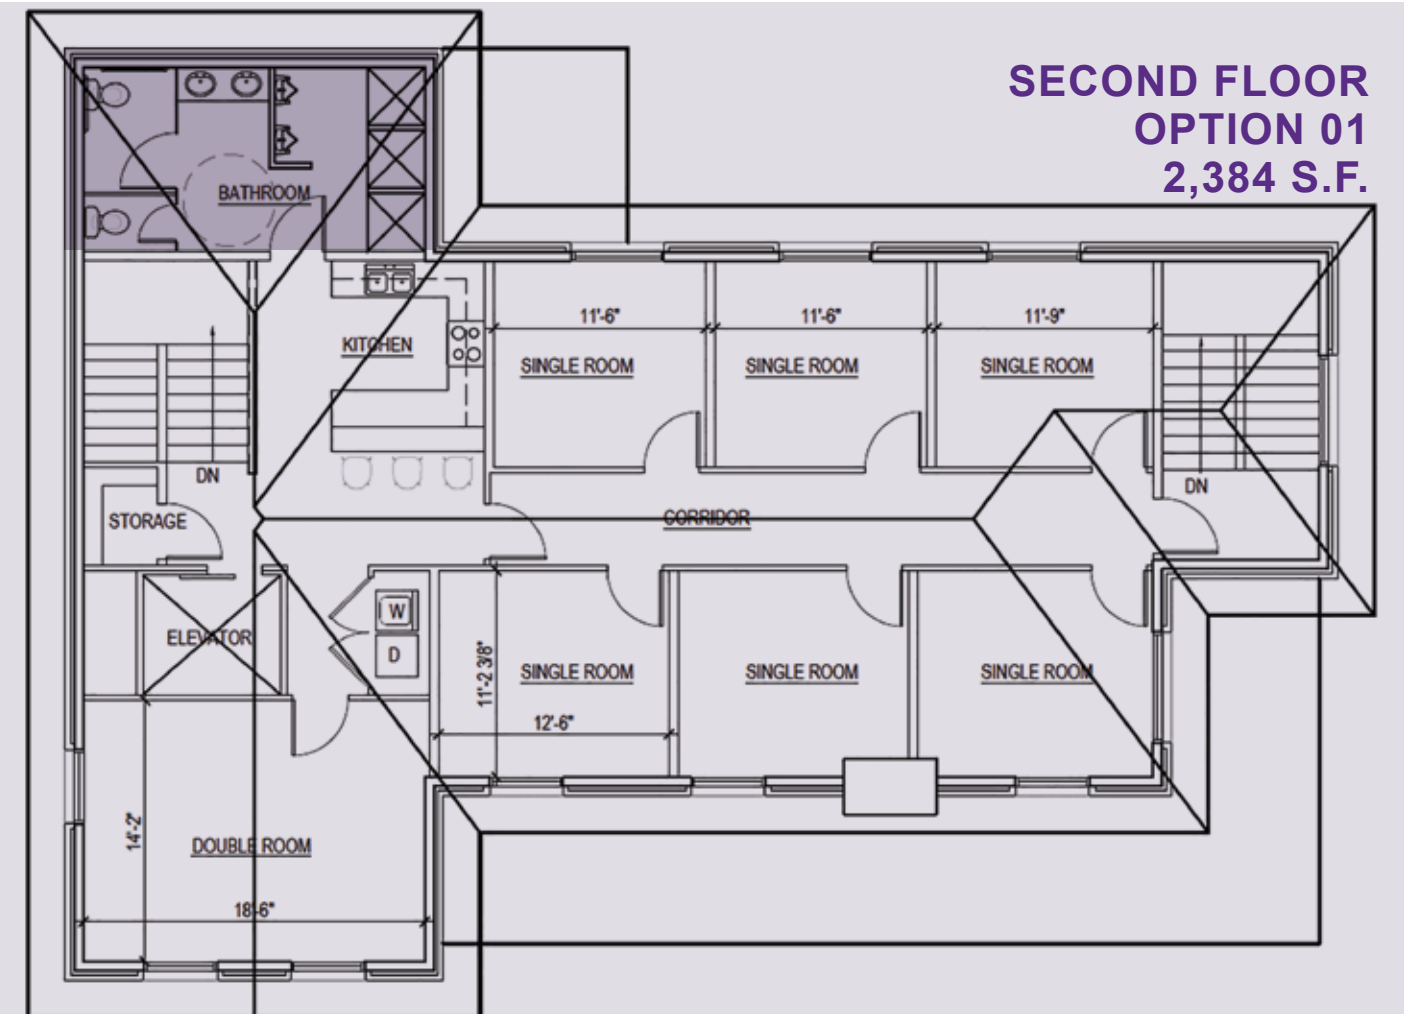 SECOND FLOOR
OPTION 01
2,384 S.F.
BATHROOM
KITCHEN
11'-6"
11'-6"
11'-9"
SINGLE ROOM
SINGLE ROOM
SINGLE ROOM
DN
DN
STORAGE
CORRIDOR
W
D
ELEVATOR
11'-2 3/8"
SINGLE ROOM
SINGLE ROOM
SINGLE ROOM
12'-6"
14'-2"
DOUBLE ROOM
18'-6"